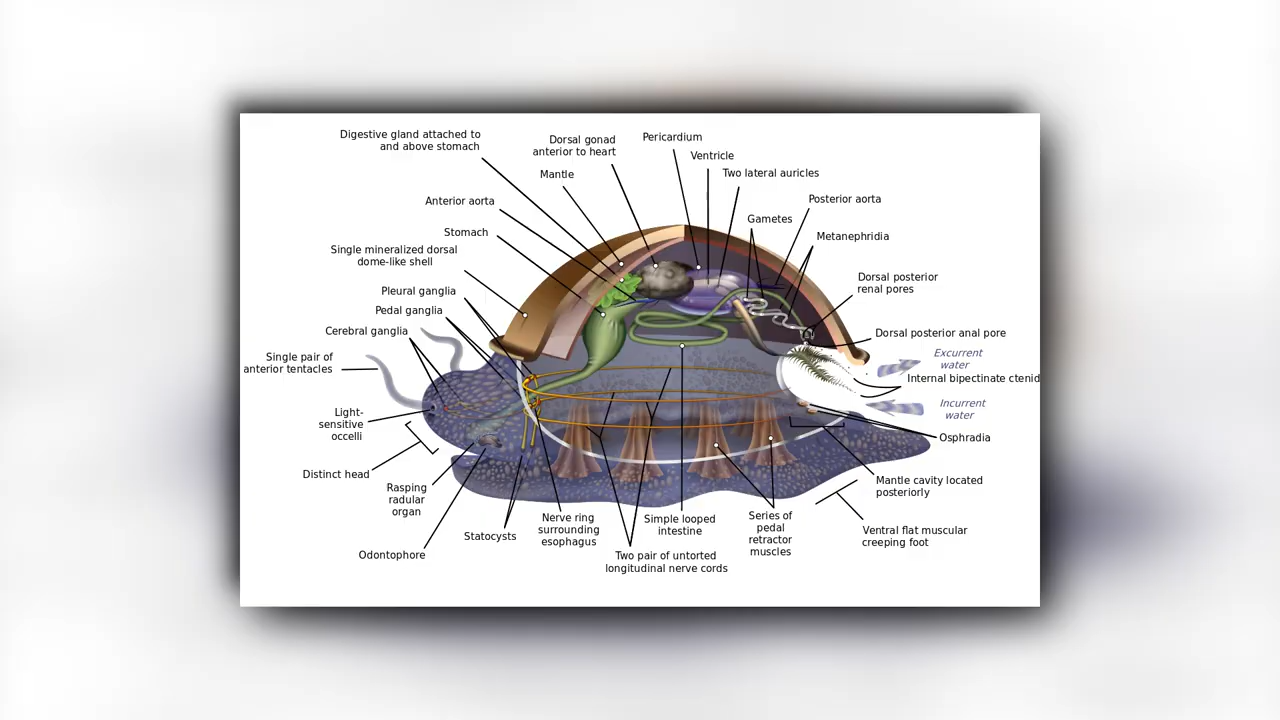 Digestive gland attached to
and above stomach
Dorsal gonad
anterior to heart
Pericardium
Ventricle
Mantle
Two lateral auricles
Anterior aorta
Posterior aorta
Gametes
Stomach
Metanephridia
Single mineralized dorsal
dome-like shell
Dorsal posterior
renal pores
Pleural ganglia
Pedal ganglia
Cerebral ganglia
Dorsal posterior anal pore
Single pair of
anterior tentacles
Excurrent
water
Internal bipectinate ctenid
Incurrent
water
Light-
sensitive
occelli
Osphradia
Distinct head
Rasping
radular
organ
Mantle cavity located
posteriorly
Statocysts
Nerve ring
surrounding
esophagus
Simple looped
intestine
Series of
pedal
retractor
muscles
Ventral flat muscular
creeping foot
Odontophore
Two pair of untorted
longitudinal nerve cords